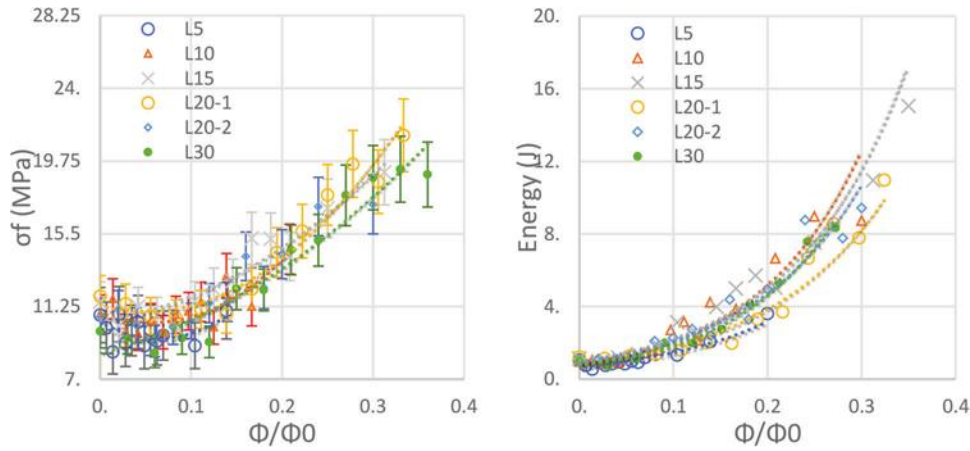 28.25
24.
19.75
15.5
11.25
7.
σf (MPa)
L5
L10
L15
L20-1
L20-2
L30
0. 0.1 0.2 0.3 0.4
Φ/Φ0
20.
16.
12.
8.
4.
0.
Energy (J)
L5
L10
L15
L20-1
L20-2
L30
0. 0.1 0.2 0.3 0.4
Φ/Φ0